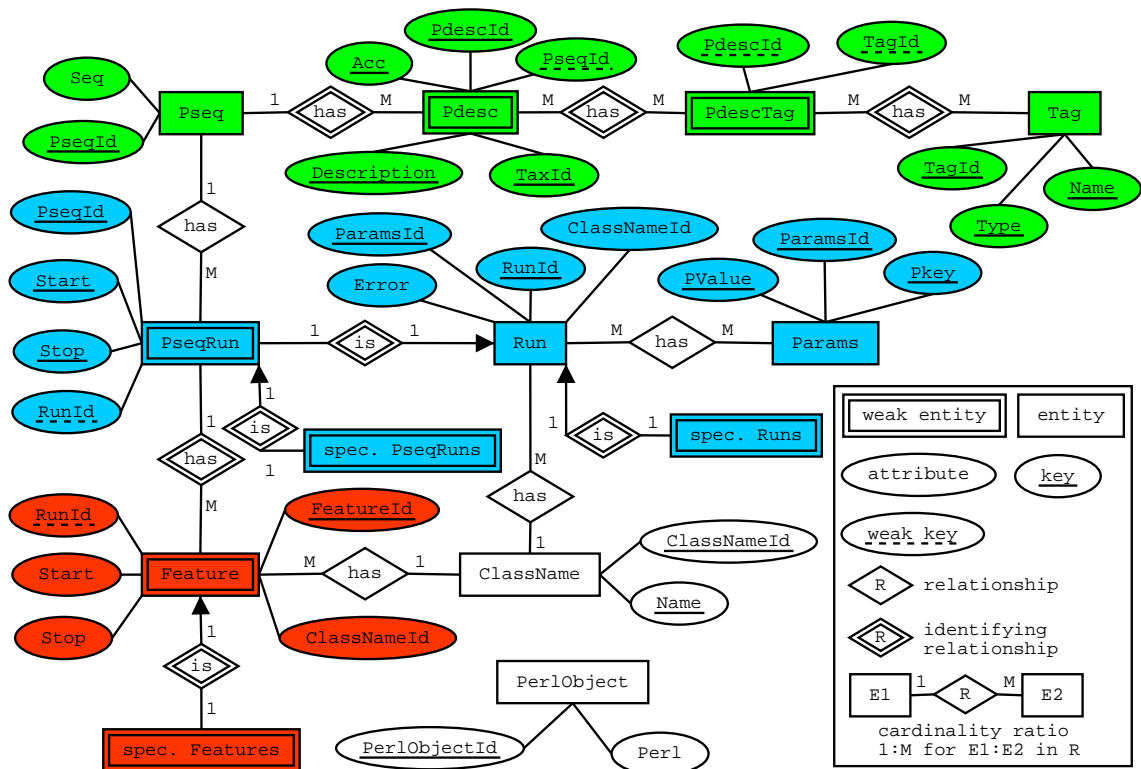 PdescId
PdescId
TagId
Acc
PseqId
Seq
Pseq
1
has
M
Pdesc
M
has
M
PdescTag
M
has
M
Tag
PseqId
Description
TaxId
TagId
Name
Type
1
has
M
PseqId
Start
Stop
RunId
ParamsId
ClassNameId
RunId
Error
ParamsId
PValue
Pkey
PseqRun
1
is
1
Run
M
has
M
Params
1
is
1
spec. PseqRuns
1
is
1
spec. Runs
1
has
M
M
has
1
RunId
Start
Stop
FeatureId
Feature
M
has
1
ClassName
ClassNameId
ClassNameId
Name
1
is
1
spec. Features
PerlObject
PerlObjectId
Perl
weak entity
entity
attribute
key
weak key
R
relationship
R
identifying
relationship
E1
1
R
M
E2
cardinality ratio
1:M for E1:E2 in R